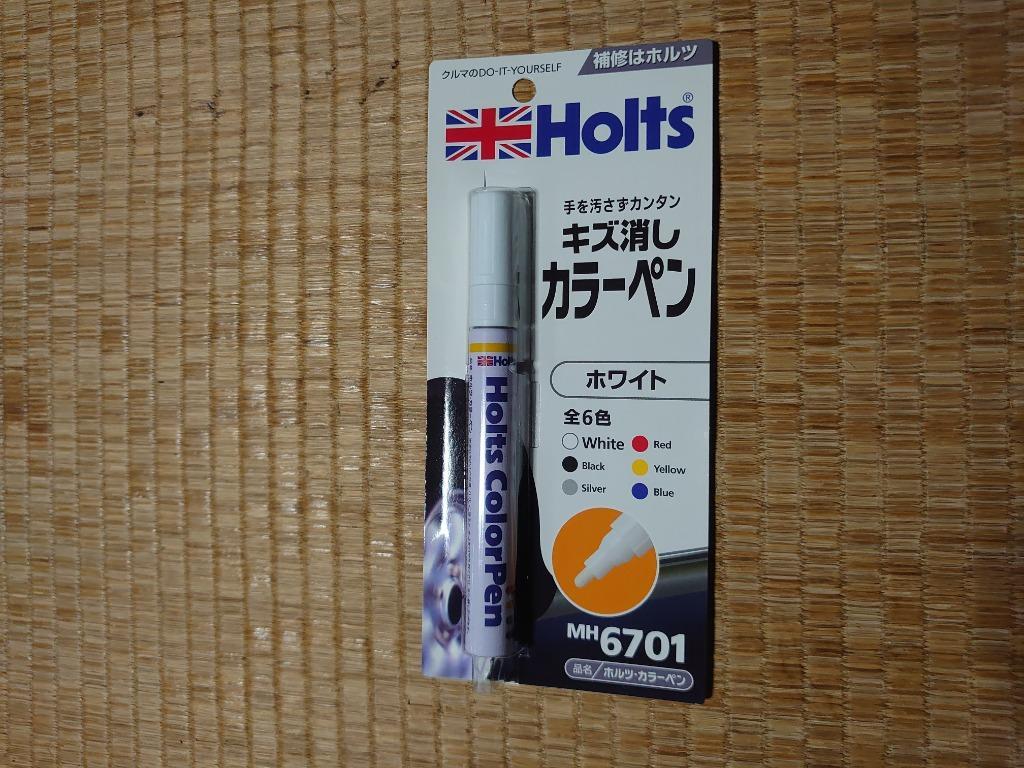 クルマのDO-IT-YOURSELF
補修はホルツ
Holts®
手を汚さずカンタン
キズ消し
カラーペン
ホワイト
全6色
White
Red
Black
Yellow
Silver
Blue
MH6701
品名/ホルツ・カラーペン
Holts
Holts ColorPen